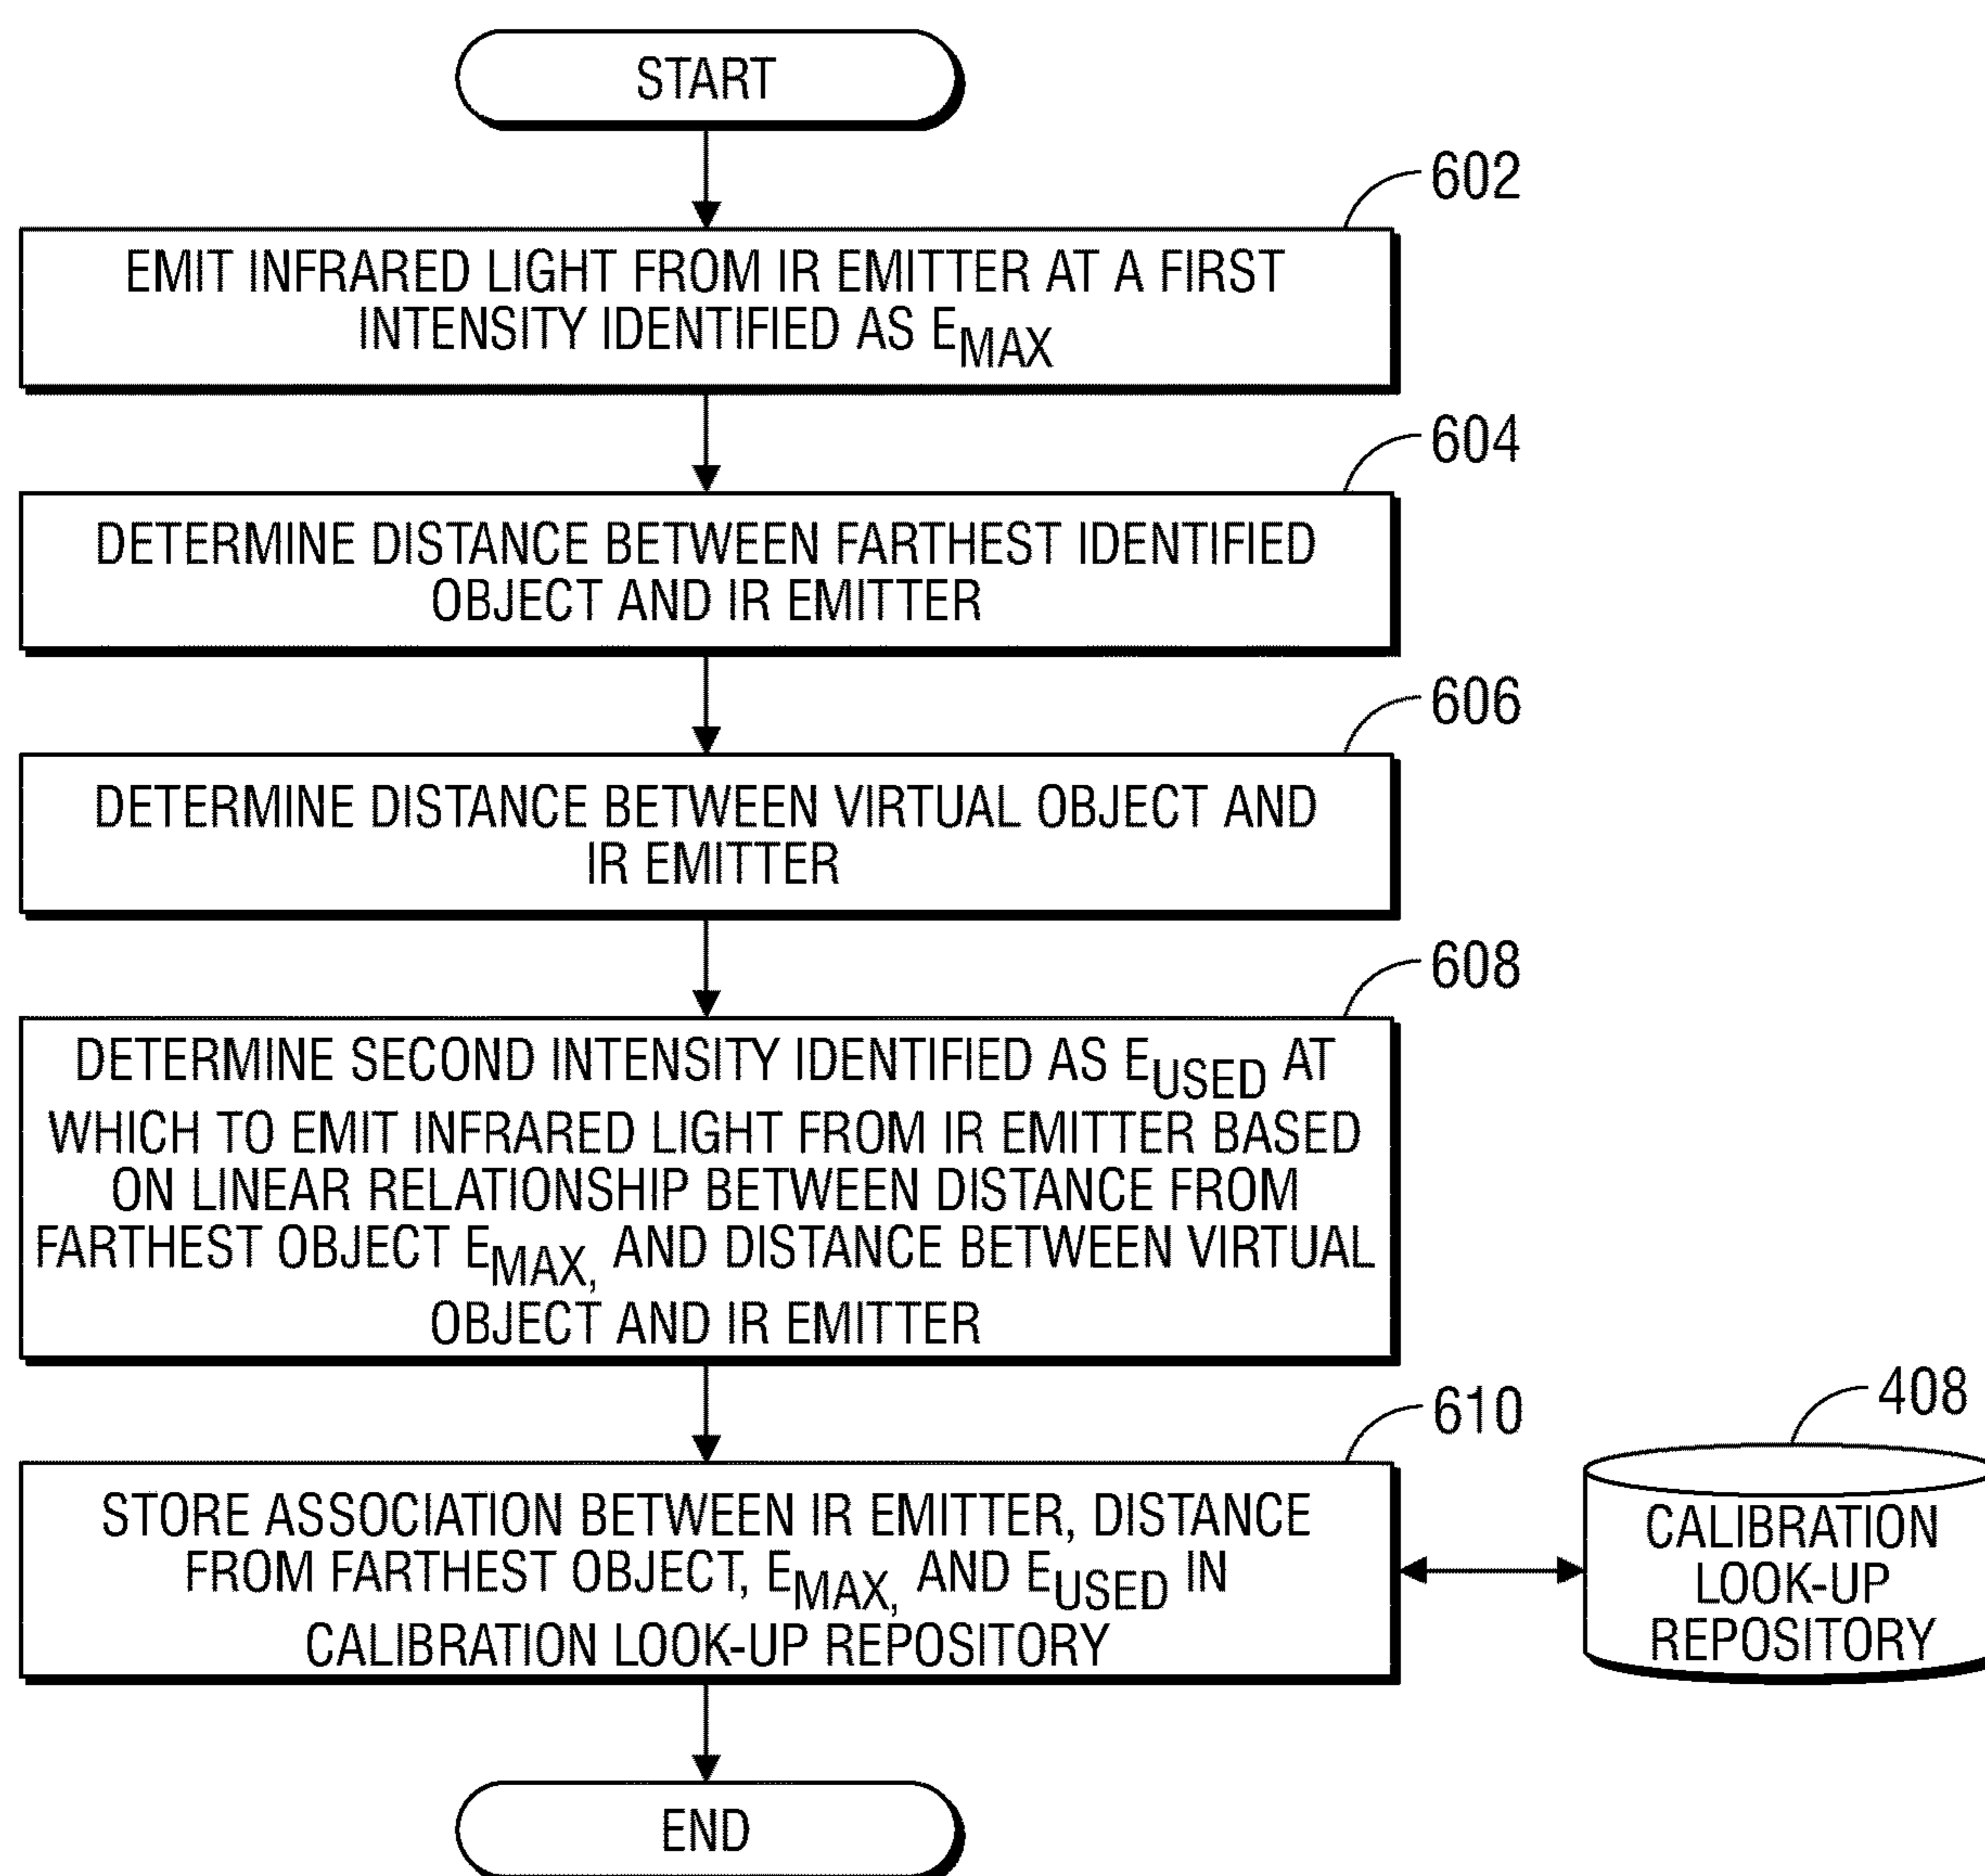 START
602
EMIT INFRARED LIGHT FROM IR EMITTER AT A FIRST
INTENSITY IDENTIFIED AS EMAX
604
DETERMINE DISTANCE BETWEEN FARTHEST IDENTIFIED
OBJECT AND IR EMITTER
606
DETERMINE DISTANCE BETWEEN VIRTUAL OBJECT AND
IR EMITTER
608
DETERMINE SECOND INTENSITY IDENTIFIED AS EUSED AT
WHICH TO EMIT INFRARED LIGHT FROM IR EMITTER BASED
ON LINEAR RELATIONSHIP BETWEEN DISTANCE FROM
FARTHEST OBJECT EMAX, AND DISTANCE BETWEEN VIRTUAL
OBJECT AND IR EMITTER
610
STORE ASSOCIATION BETWEEN IR EMITTER, DISTANCE
FROM FARTHEST OBJECT, EMAX, AND EUSED IN
CALIBRATION LOOK-UP REPOSITORY
408
CALIBRATION
LOOK-UP
REPOSITORY
END